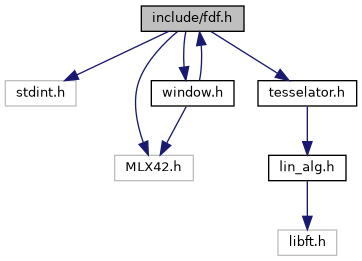 include/fdf.h
stdint.h
window.h
tesselator.h
MLX42.h
lin_alg.h
libft.h